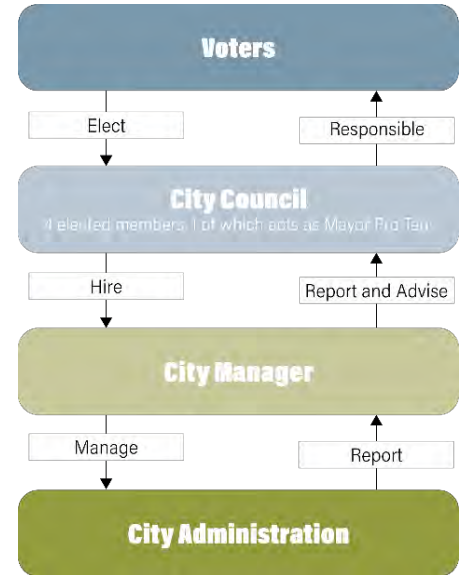 Voters
Elect
Responsible
City Council
4 elected members, 1 of which acts as Mayor Pro Tem
Hire
Report and Advise
City Manager
Manage
Report
City Administration